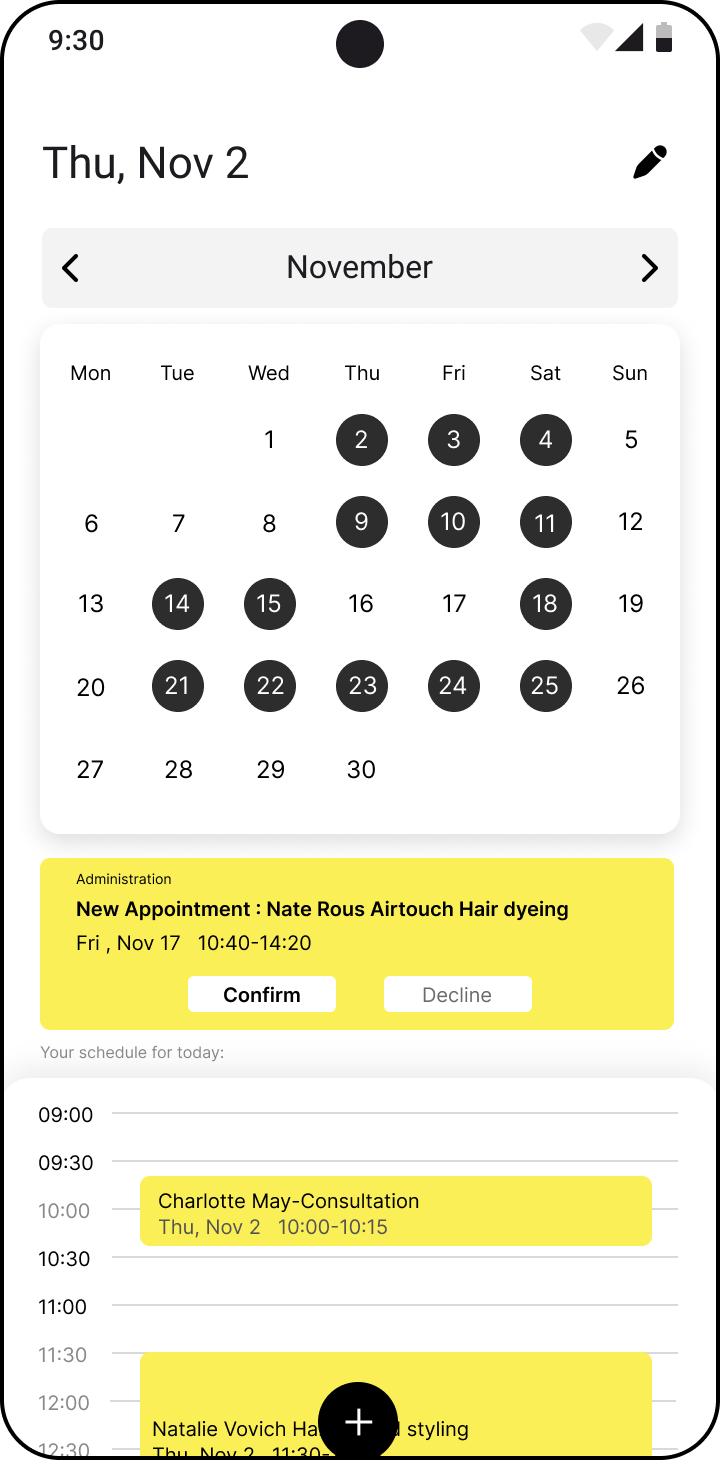 9:30
Thu, Nov 2
November
Mon Tue Wed Thu Fri Sat Sun
1 2 3 4 5
6 7 8 9 10 11 12
13 14 15 16 17 18 19
20 21 22 23 24 25 26
27 28 29 30
Administration
New Appointment : Nate Rous Airtouch Hair dyeing
Fri , Nov 17 10:40-14:20
Confirm Decline
Your schedule for today:
09:00
09:30
Charlotte May-Consultation
10:00
Thu, Nov 2 10:00-10:15
10:30
11:00
11:30
12:00
Natalie Vovich styling
12:30
Thu, Nov 2 11:30-